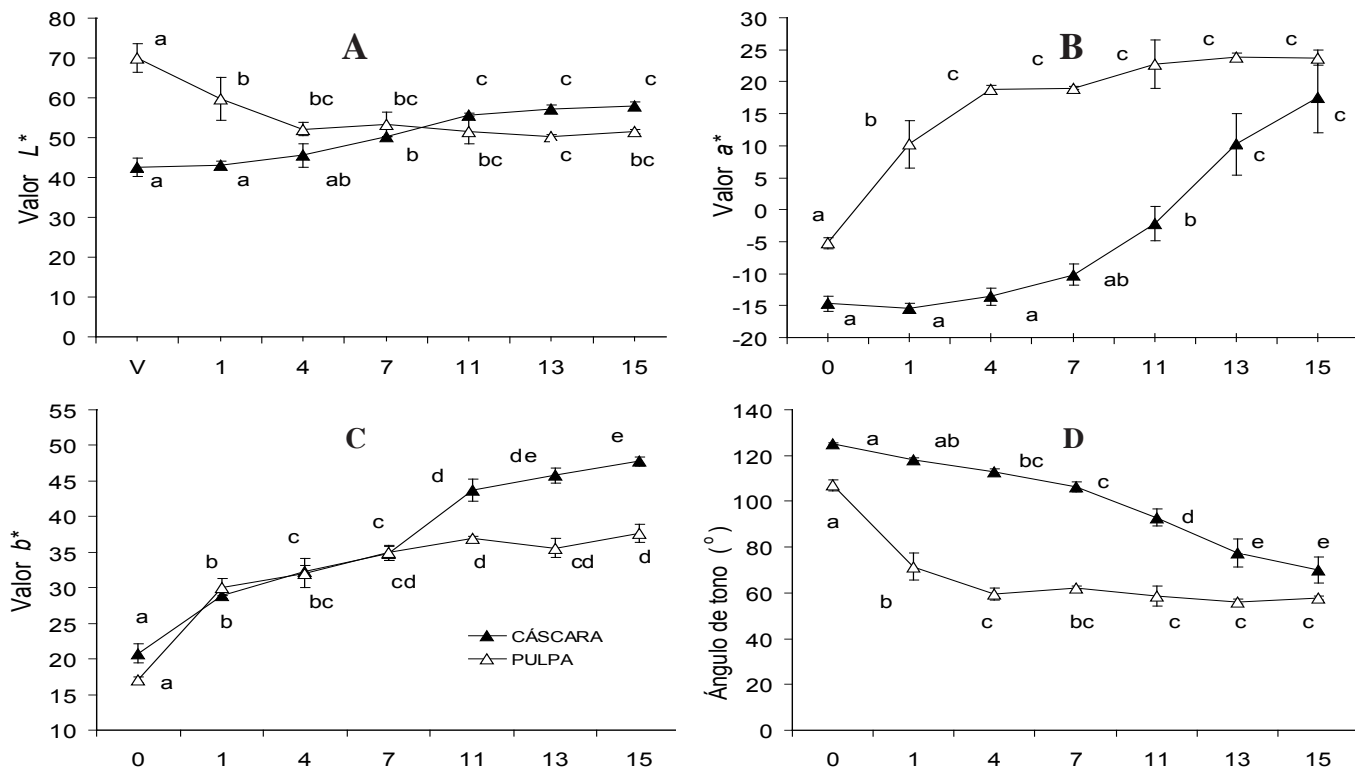 A
Valor L*
80
70
60
50
40
30
20
10
0
a
b
bc
bc
c
c
c
a
a
ab
b
bc
c
bc
V 1 4 7 11 13 15
B
Valor a*
30
25
20
15
10
5
0
-5
-10
-15
-20
a
b
c
c
c
c
c
a
a
a
ab
b
c
c
0 1 4 7 11 13 15
C
Valor b*
55
50
45
40
35
30
25
20
15
10
a
b
c
c
d
de
e
a
b
bc
cd
d
cd
d
CÁSCARA
PULPA
0 1 4 7 11 13 15
D
Ángulo de tono (°)
140
120
100
80
60
40
20
0
a
ab
bc
c
d
e
e
a
b
c
bc
c
c
c
0 1 4 7 11 13 15